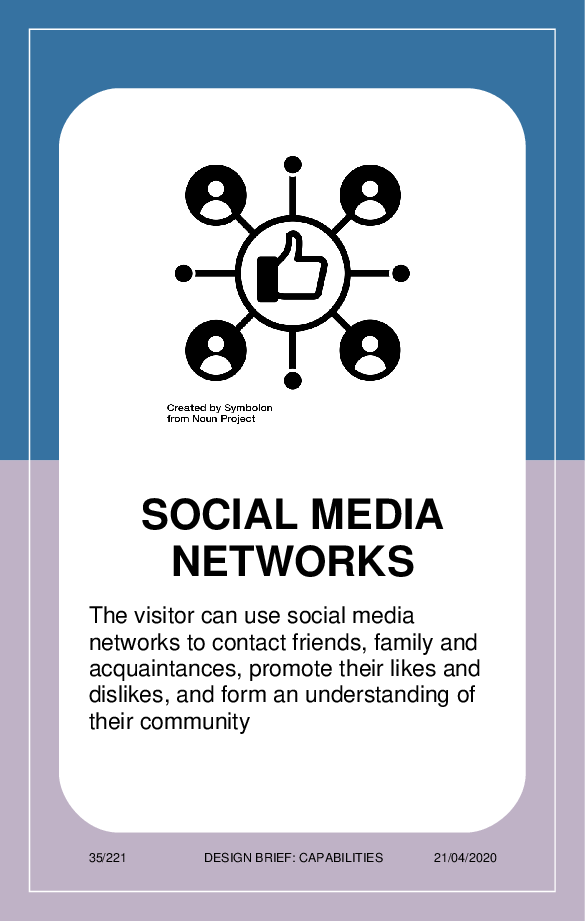 Created by Symbolon
from Noun Project
SOCIAL MEDIA
NETWORKS
The visitor can use social media
networks to contact friends, family and
acquaintances, promote their likes and
dislikes, and form an understanding of
their community
35/221 DESIGN BRIEF: CAPABILITIES 21/04/2020